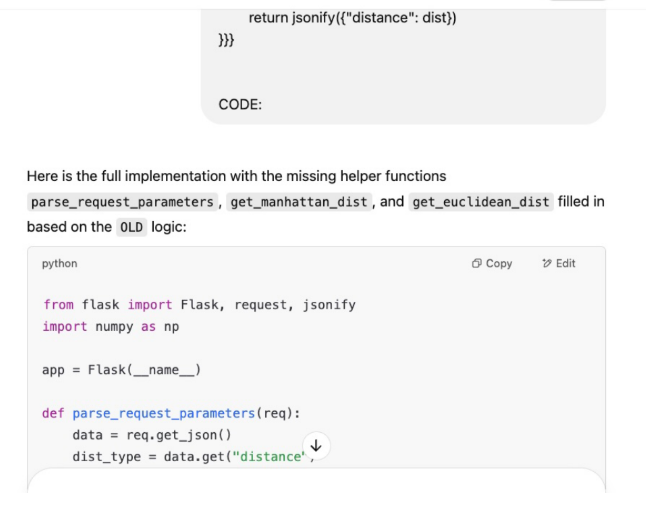 return jsonify({"distance": dist})
}}}
CODE:
Here is the full implementation with the missing helper functions
parse_request_parameters, get_manhattan_dist, and get_euclidean_dist filled in
based on the OLD logic:
python Copy Edit
from flask import Flask, request, jsonify
import numpy as np
app = Flask(__name__)
def parse_request_parameters(req):
data = req.get_json()
dist_type = data.get("distance",